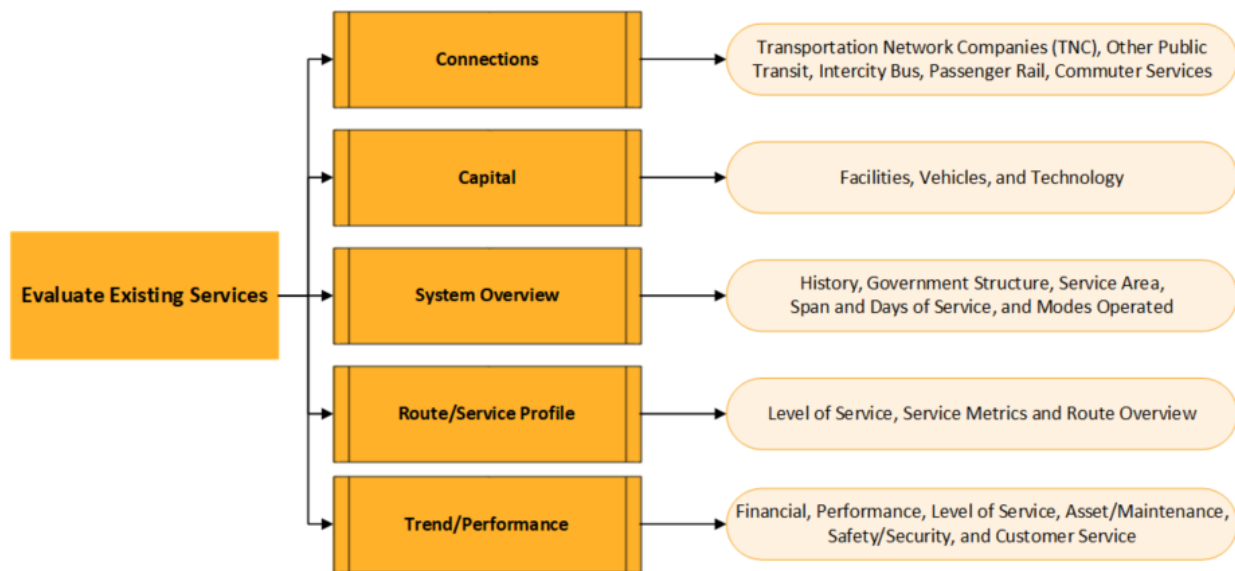 Connections
Transportation Network Companies (TNC), Other Public
Transit, Intercity Bus, Passenger Rail, Commuter Services
Capital
Facilities, Vehicles, and Technology
Evaluate Existing Services
System Overview
History, Government Structure, Service Area,
Span and Days of Service, and Modes Operated
Route/Service Profile
Level of Service, Service Metrics and Route Overview
Trend/Performance
Financial, Performance, Level of Service, Asset/Maintenance,
Safety/Security, and Customer Service